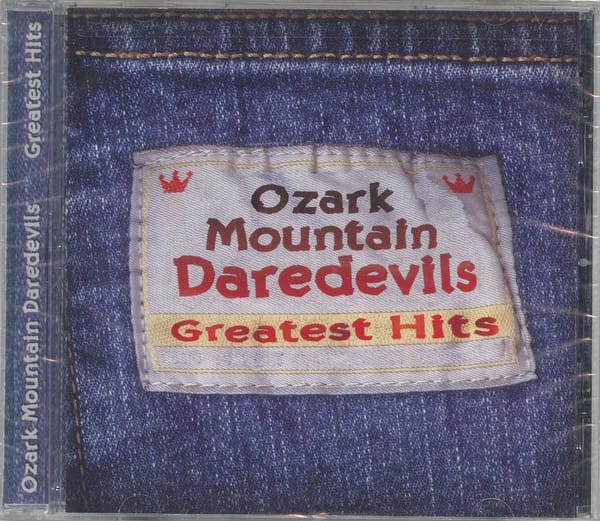 Ozark Mountain Daredevils Greatest Hits
Ozark
Mountain
Daredevils
Greatest Hits